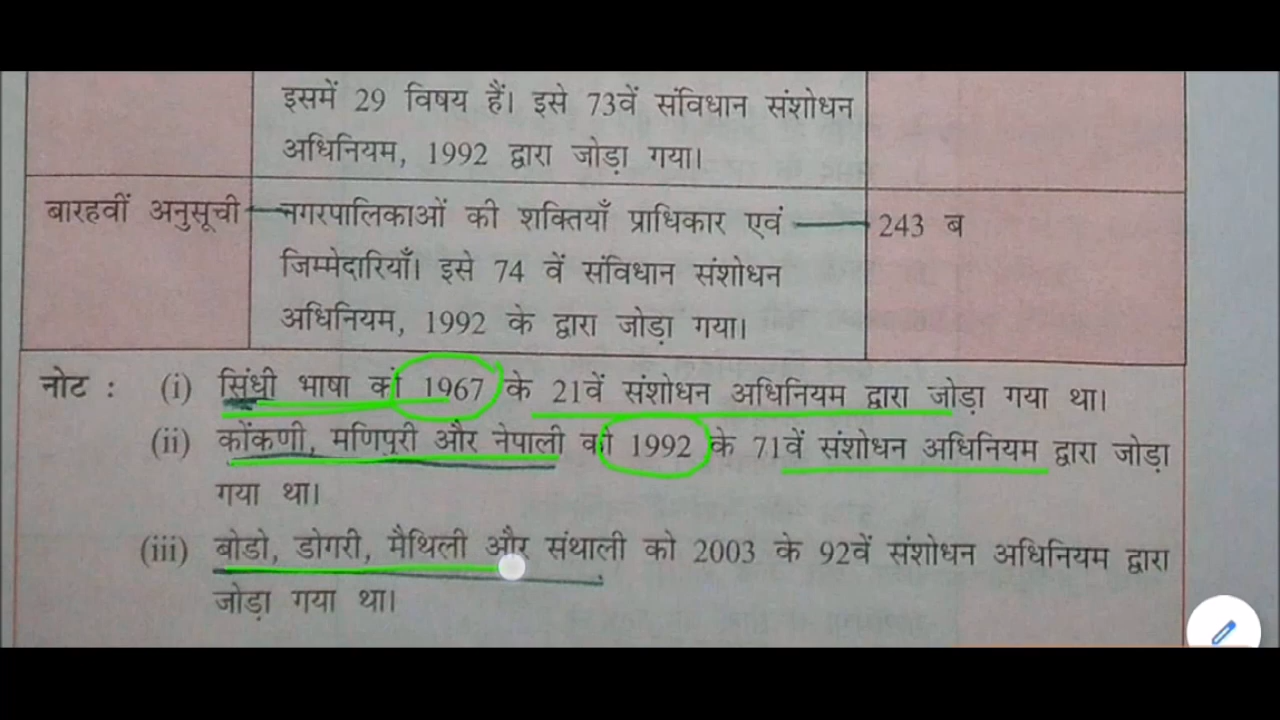 इसमें 29 विषय हैं। इसे 73वें संविधान संशोधन
अधिनियम, 1992 द्वारा जोड़ा गया।
बारहवीं अनुसूची
नगरपालिकाओं की शक्तियाँ प्राधिकार एवं
जिम्मेदारियाँ। इसे 74 वें संविधान संशोधन
अधिनियम, 1992 के द्वारा जोड़ा गया।
243 ब
नोट : (i) सिंधी भाषा को 1967 के 21वें संशोधन अधिनियम द्वारा जोड़ा गया था।
(ii) कोंकणी, मणिपुरी और नेपाली को 1992 के 71वें संशोधन अधिनियम द्वारा जोड़ा
गया था।
(iii) बोडो, डोगरी, मैथिली और संथाली को 2003 के 92वें संशोधन अधिनियम द्वारा
जोड़ा गया था।